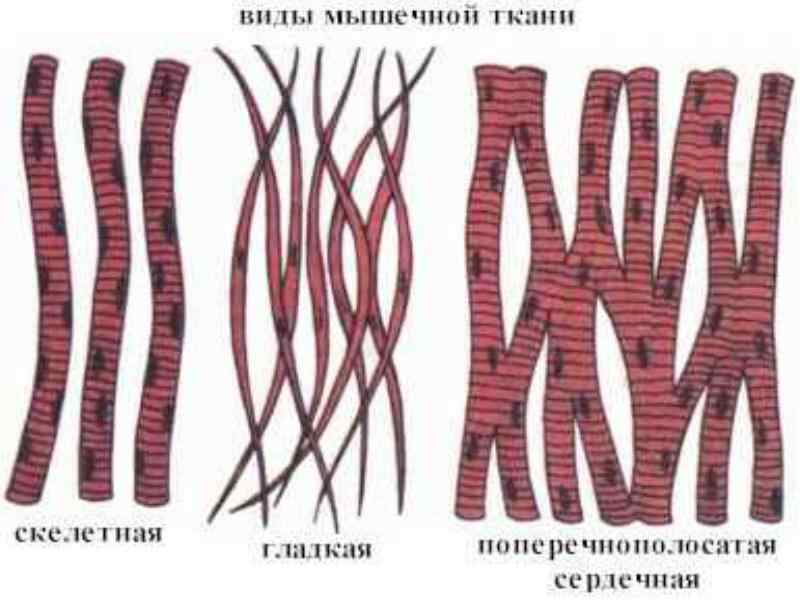 виды мышечной ткани
скелетная
гладкая
поперечнополосатая
сердечная